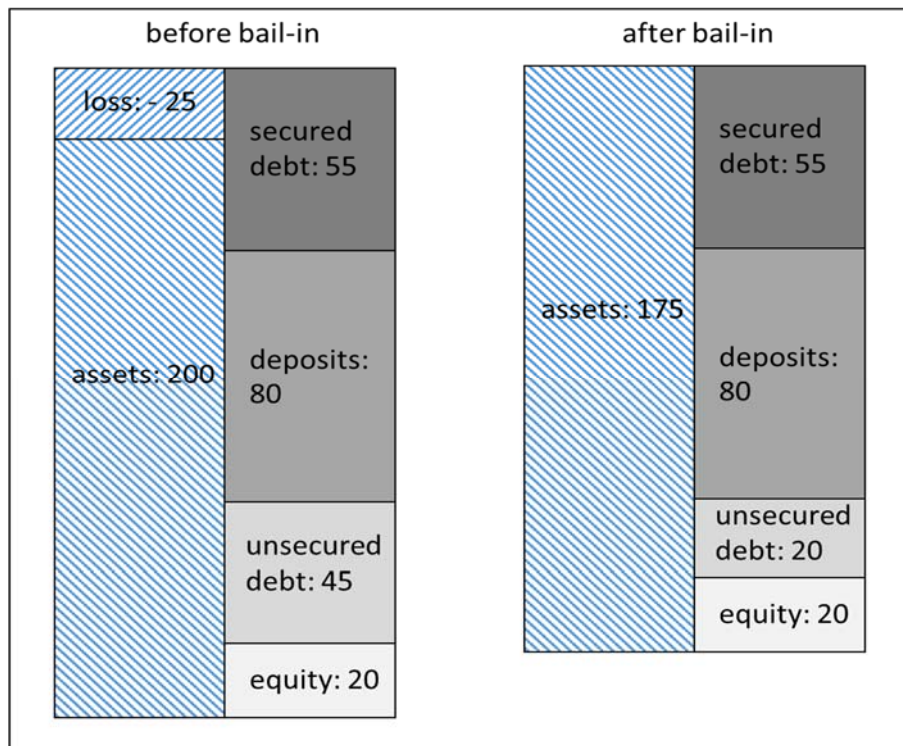 before bail-in
after bail-in
loss: - 25
assets: 200
secured
debt: 55
deposits:
80
unsecured
debt: 45
equity: 20
assets: 175
secured
debt: 55
deposits:
80
unsecured
debt: 20
equity: 20